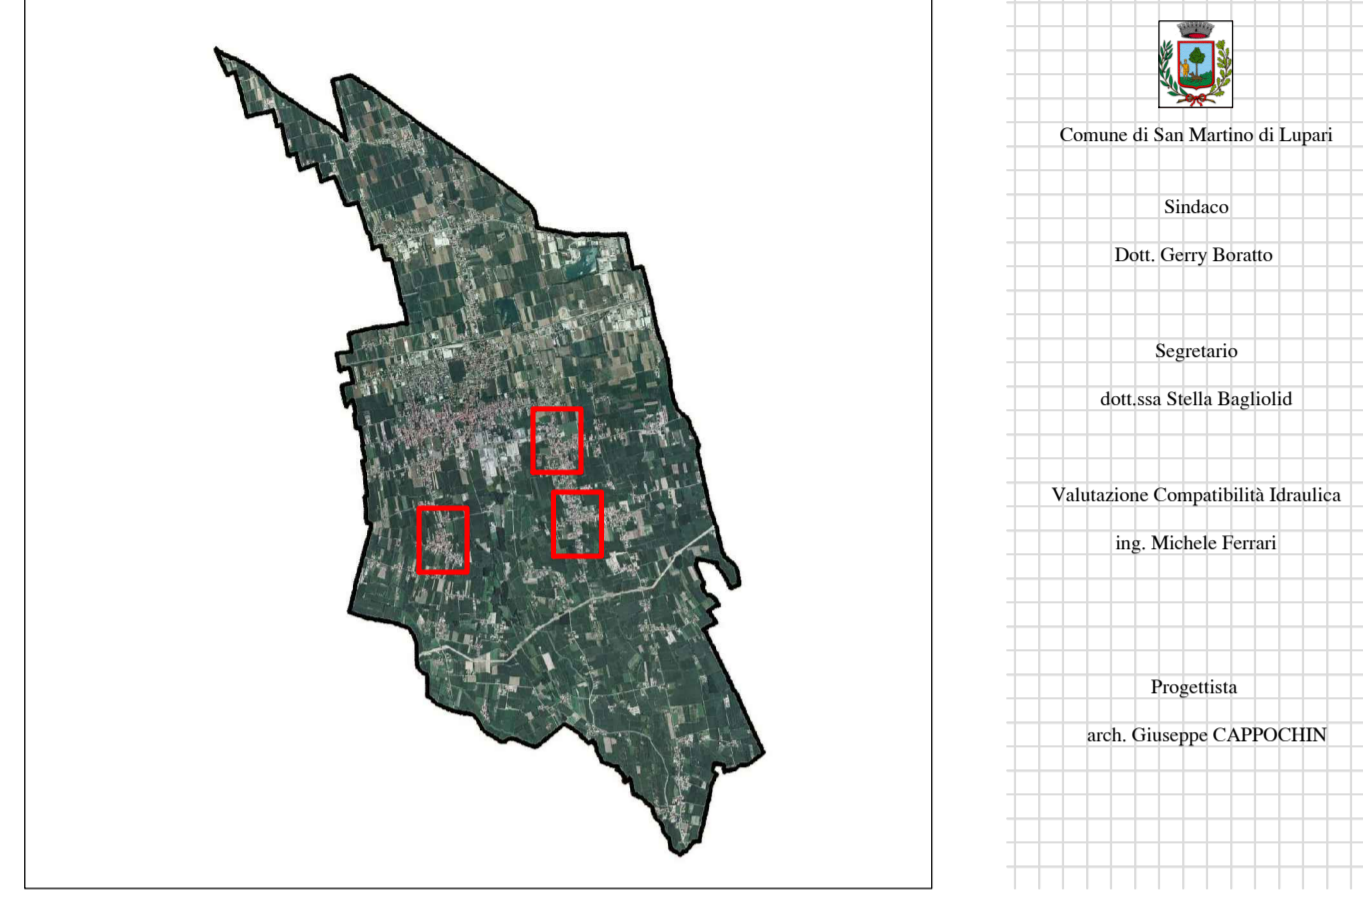 Comune di San Martino di Lupari
Sindaco
Dott. Gerry Boratto
Segretario
dott.ssa Stella Bagliolid
Valutazione Compatibilità Idraulica
ing. Michele Ferrari
Progettista
arch. Giuseppe CAPPOCHIN